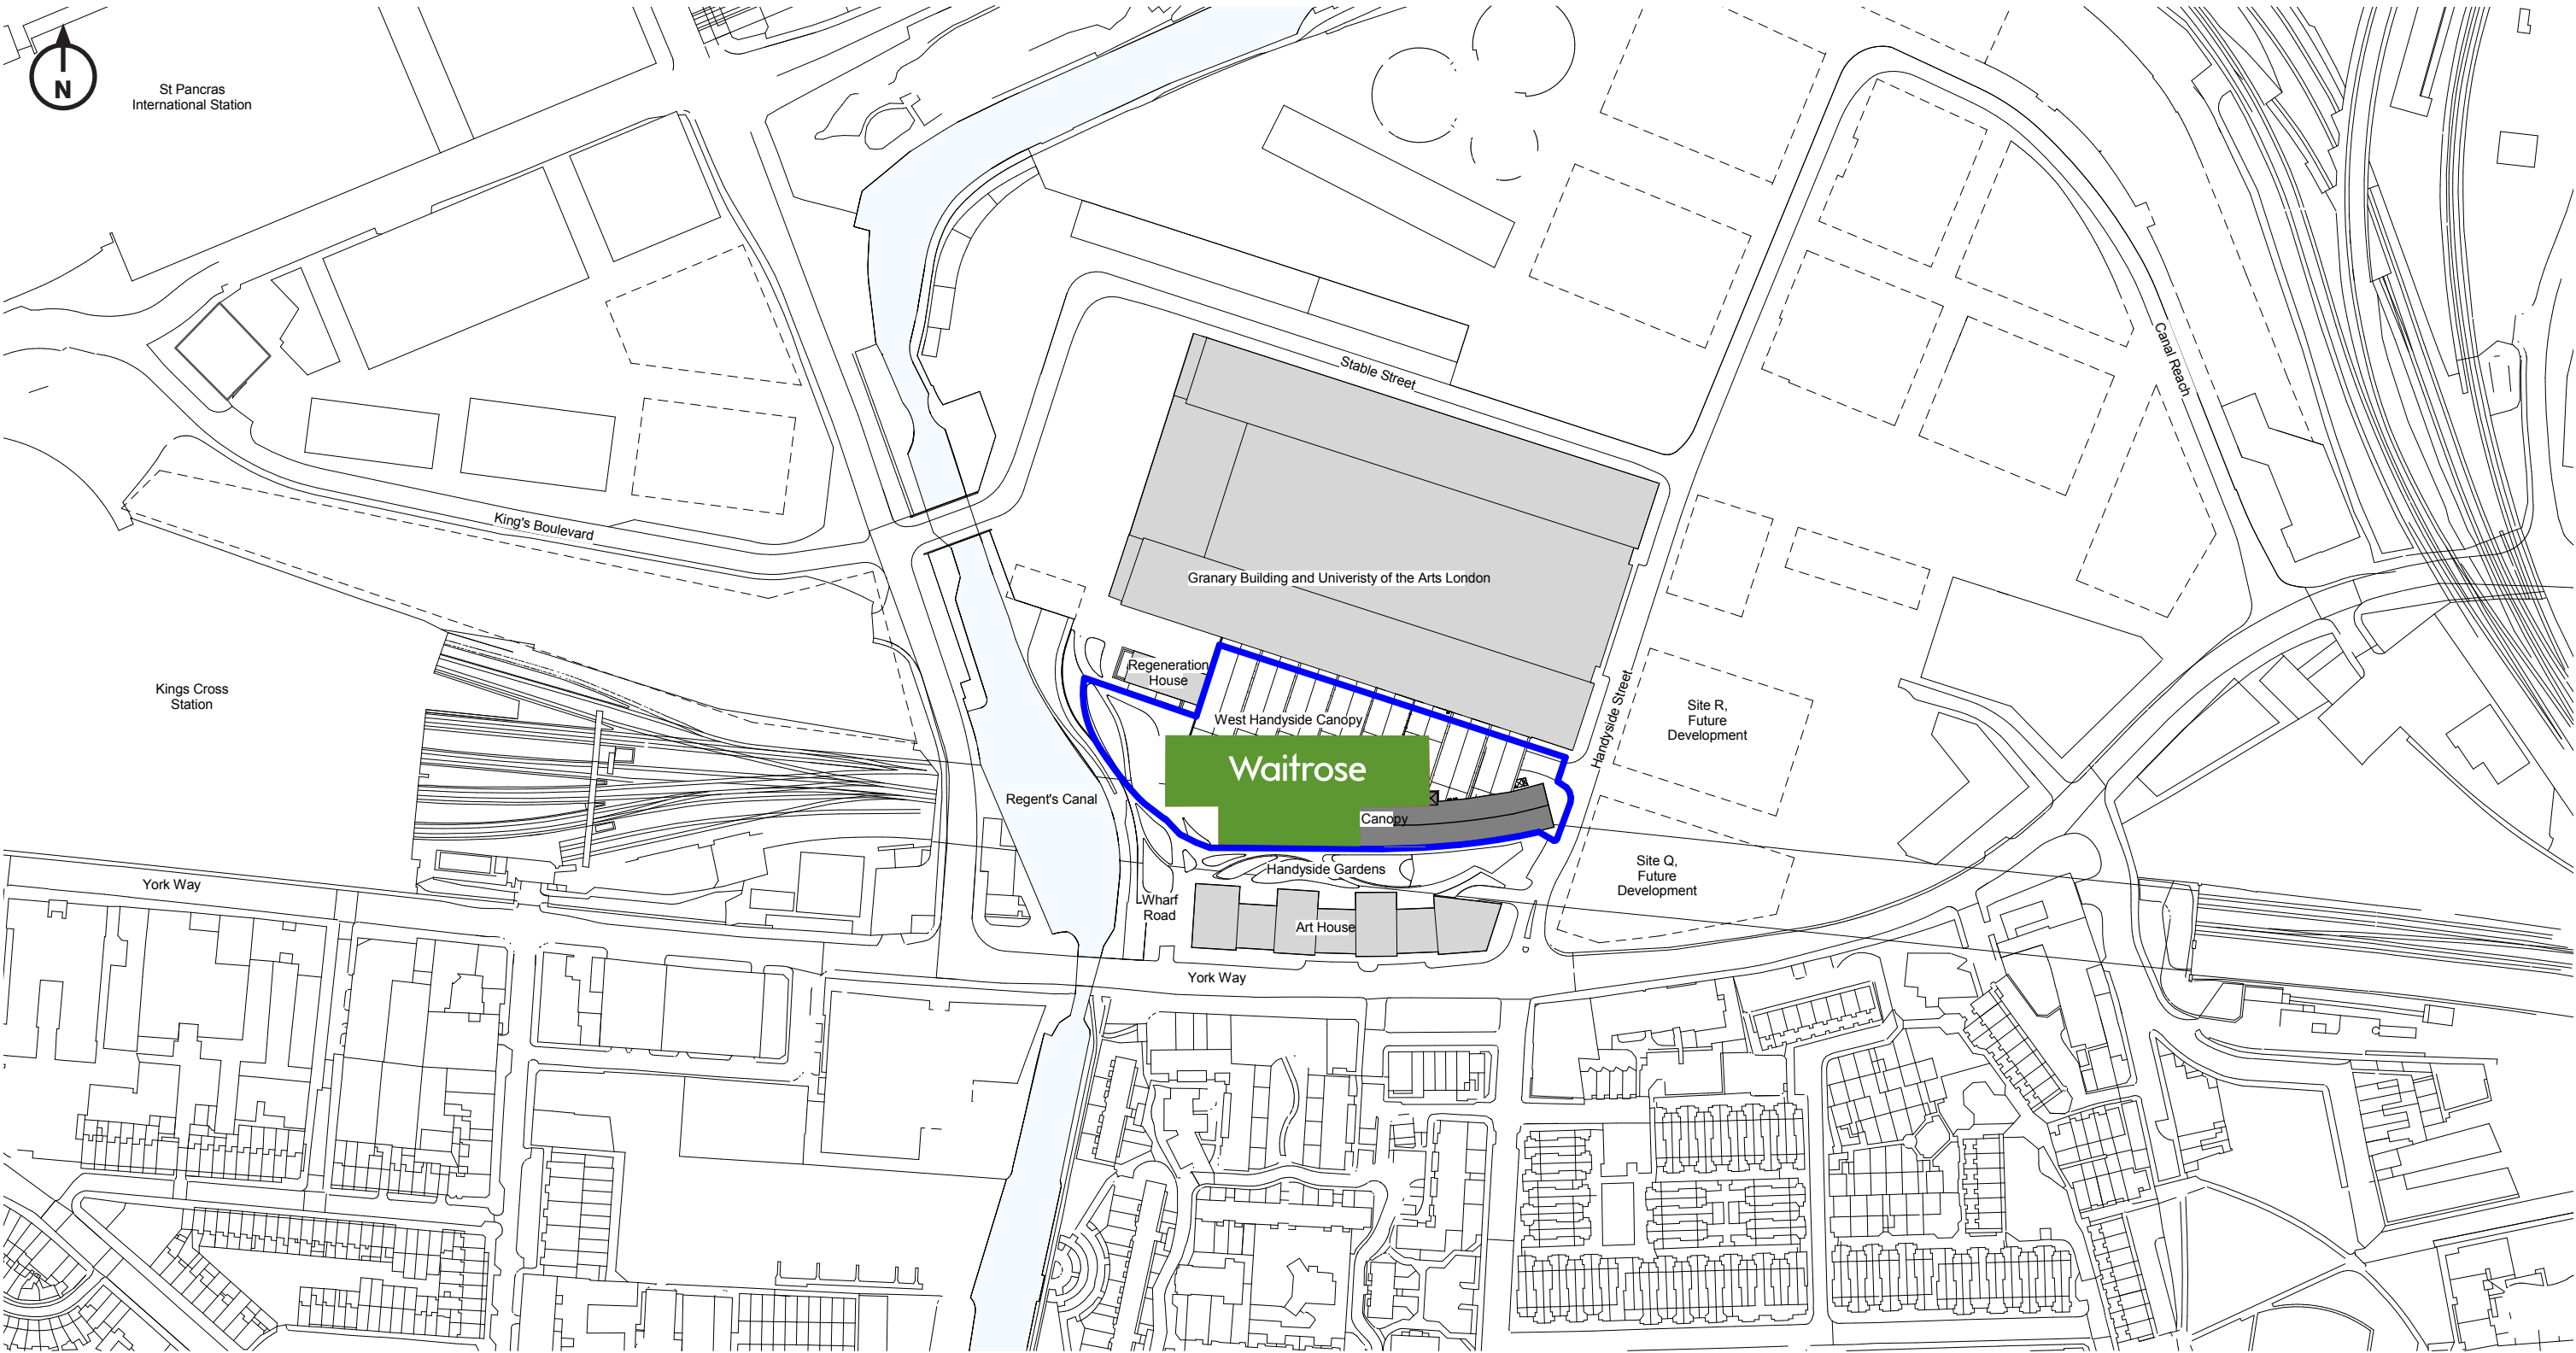 N
St Pancras
International Station
Stable Street
Canal Reach
King's Boulevard
Granary Building and Univeristy of the Arts London
Regeneration
House
Kings Cross
Station
West Handyside Canopy
Handyside Street
Site R,
Future
Development
Waitrose
Regent's Canal
Canopy
Handyside Gardens
Site Q,
Future
Development
York Way
Wharf
Road
Art House
York Way